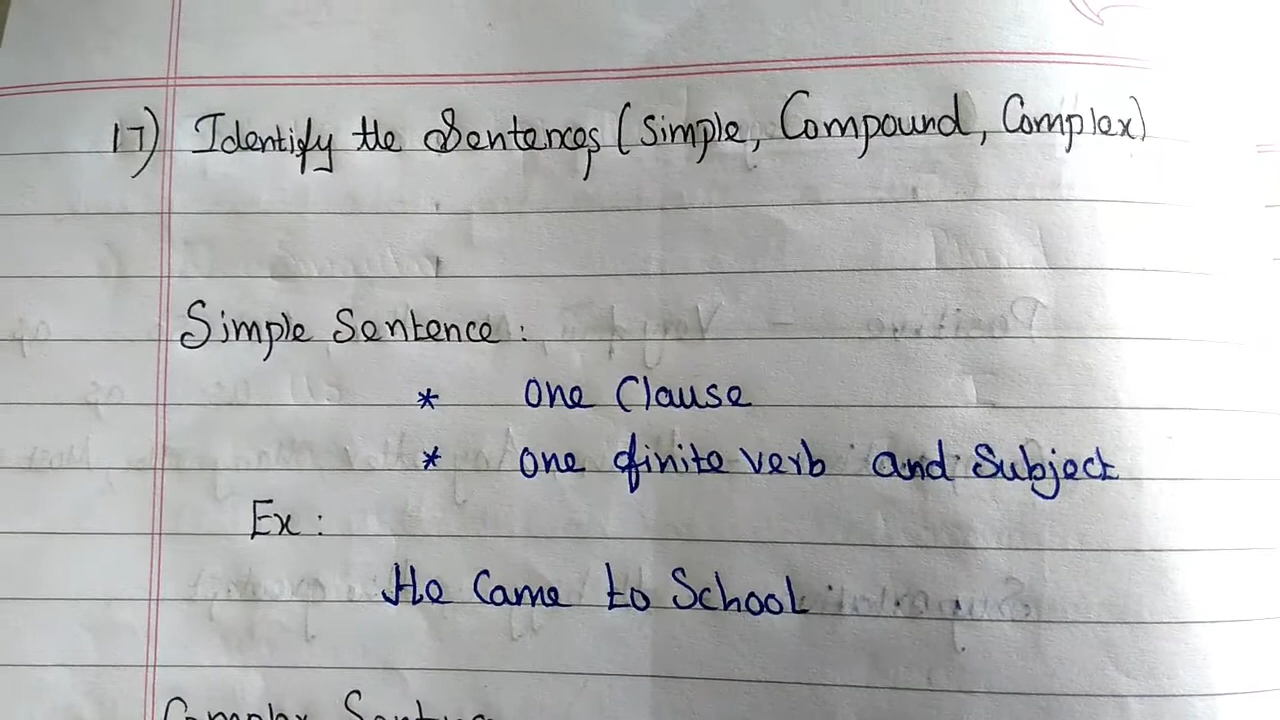 17) Identify the Sentences (Simple, Compound, Complex)
Simple Sentence :
* One Clause
* One finite verb and Subject
Ex :
He Came to School
Complex